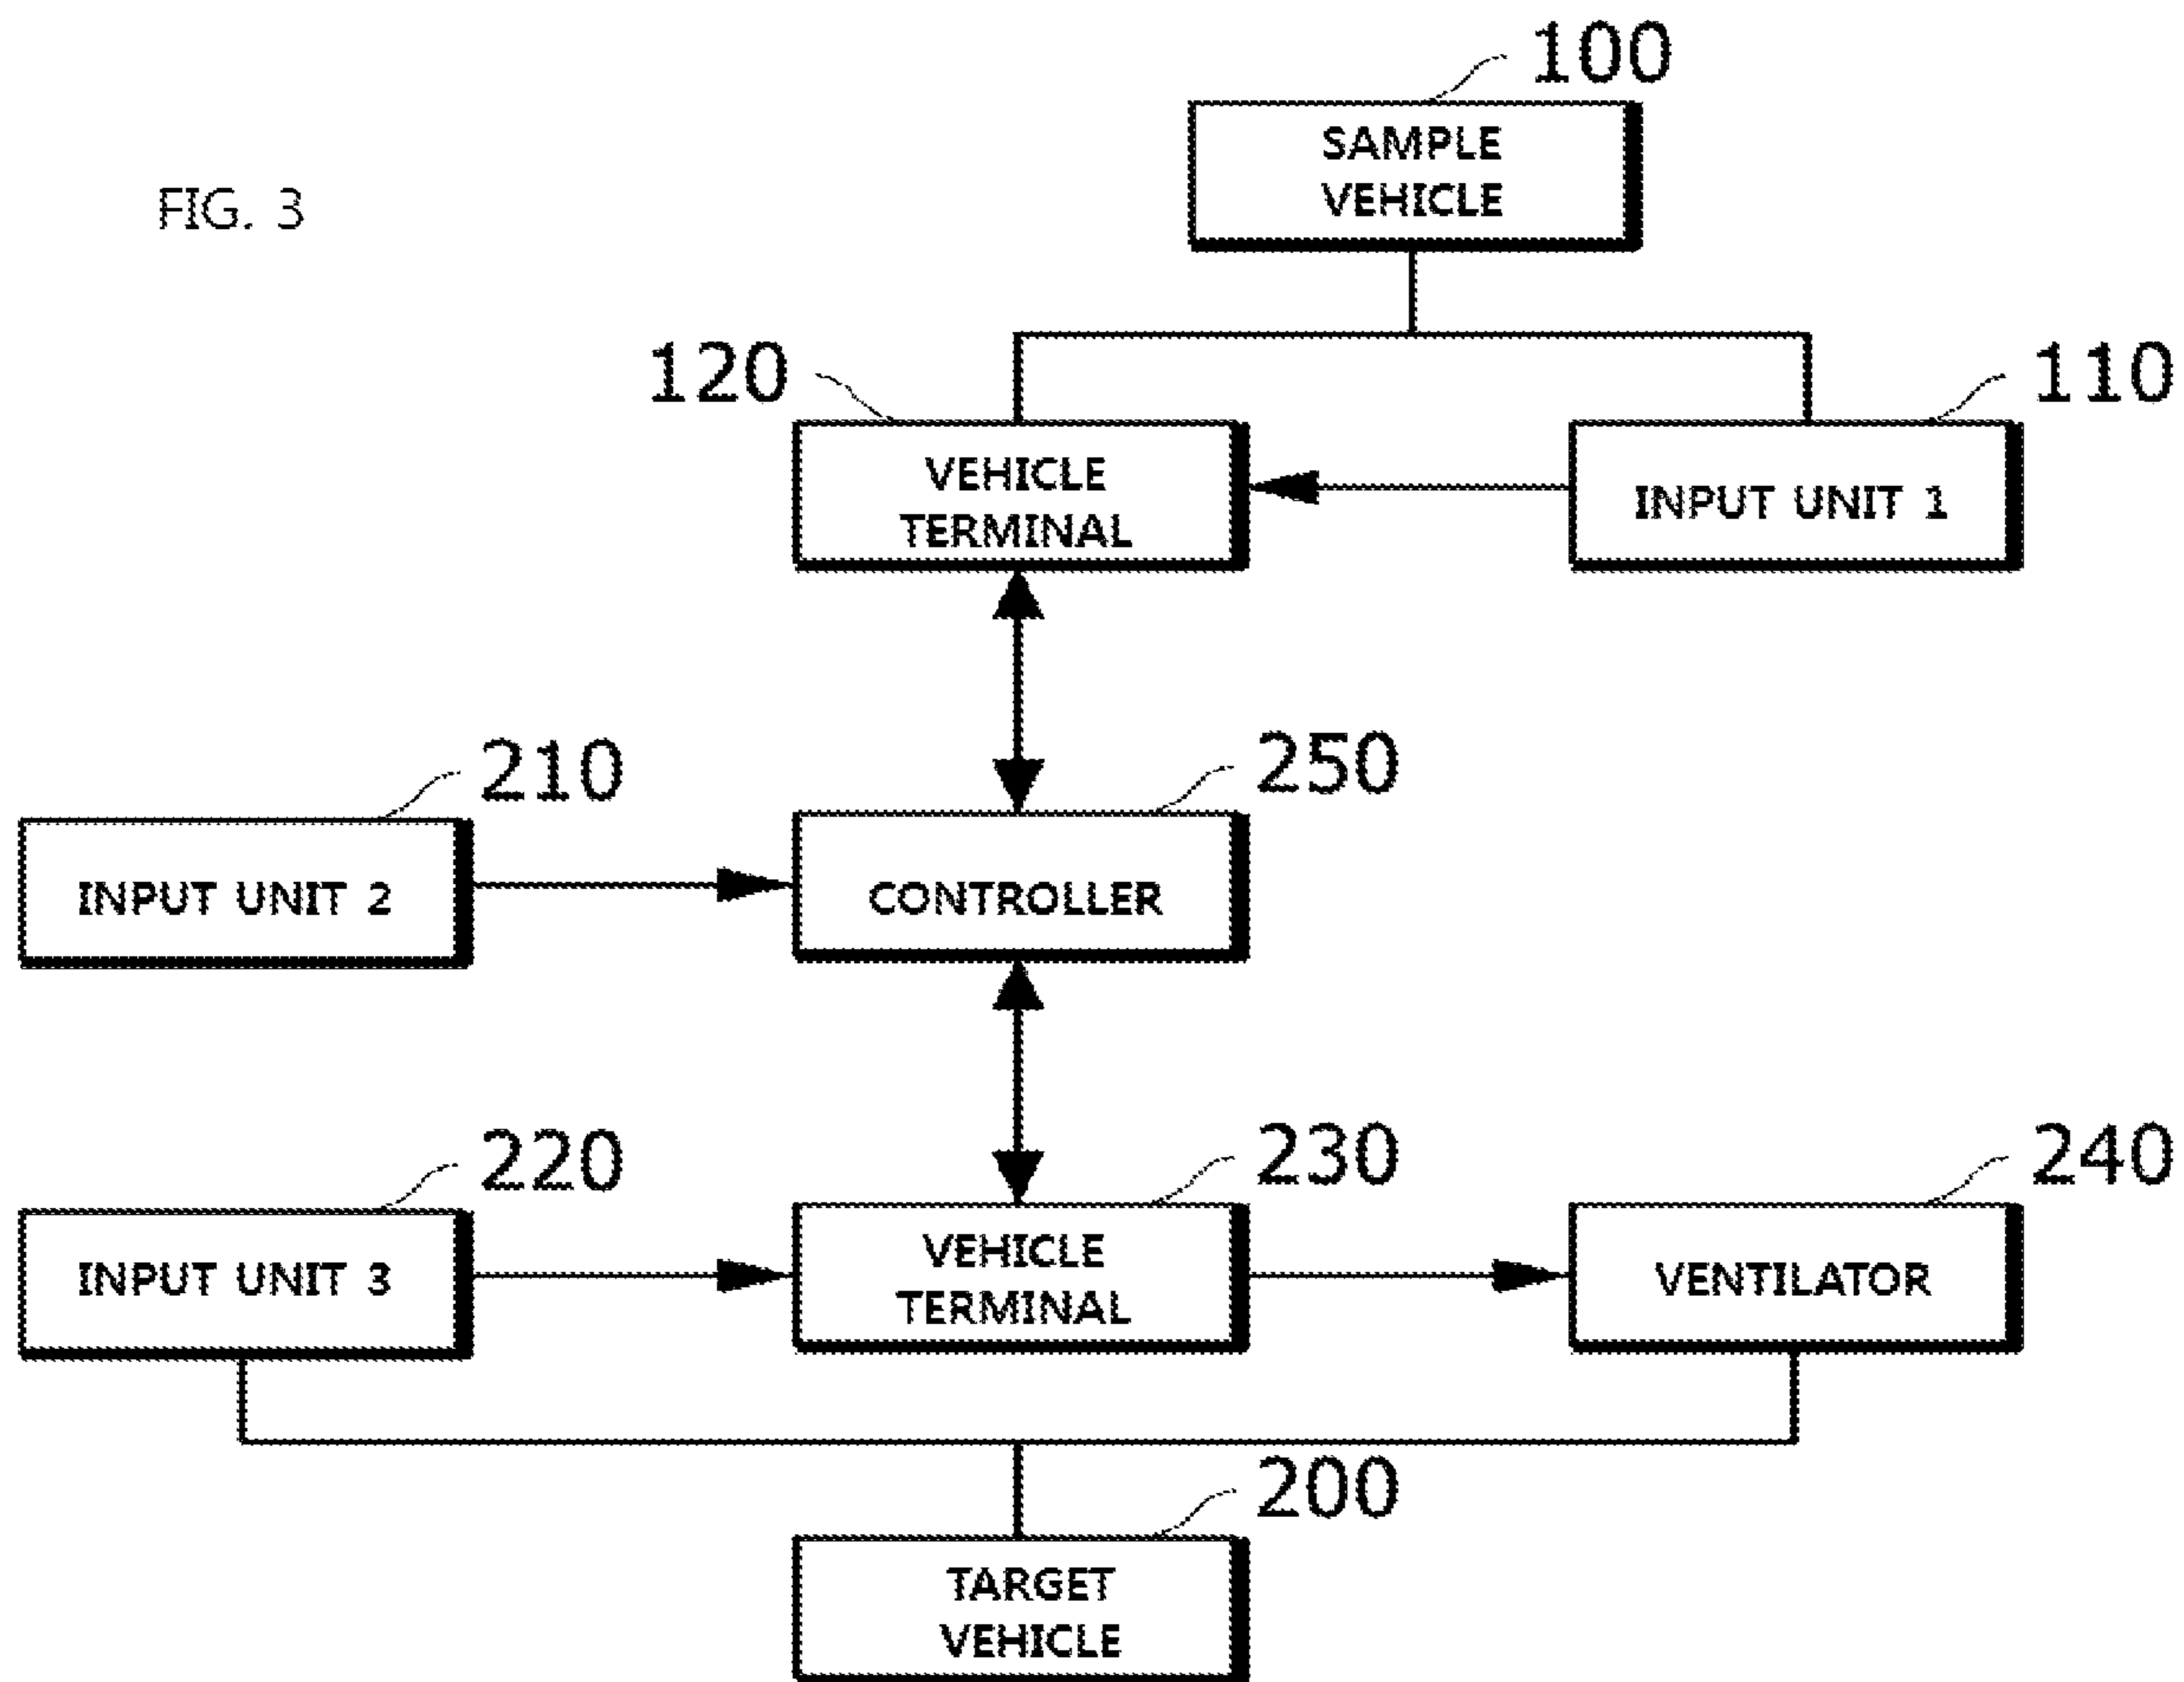 100
SAMPLE
VEHICLE
FIG. 3
120
110
VEHICLE
TERMINAL
INPUT UNIT 1
210
250
INPUT UNIT 2
CONTROLLER
220
230
240
INPUT UNIT 3
VEHICLE
TERMINAL
VENTILATOR
200
TARGET
VEHICLE